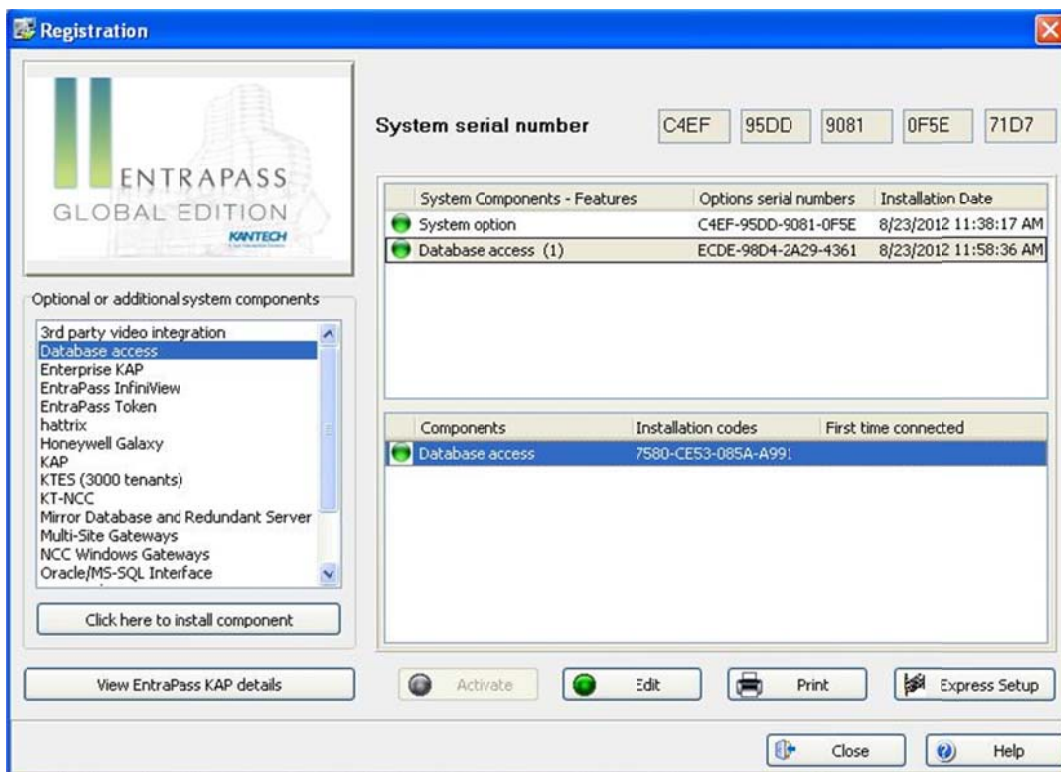 Registration
ENTRAPASS
GLOBAL EDITION
KANTECH
System serial number C4EF 95DD 9081 0F5E 71D7
System Components - Features Options serial numbers Installation Date
System option C4EF-95DD-9081-0F5E 8/23/2012 11:38:17 AM
Database access (1) ECDE-98D4-2A29-4361 8/23/2012 11:58:36 AM
Optional or additional system components
3rd party video integration
Database access
Enterprise KAP
EntraPass InfiniView
EntraPass Token
hattrix
Honeywell Galaxy
KAP
KTES (3000 tenants)
KT-NCC
Mirror Database and Redundant Server
Multi-Site Gateways
NCC Windows Gateways
Oracle/MS-SQL Interface
Click here to install component
View EntraPass KAP details
Components Installation codes First time connected
Database access 7580-CE53-085A-A991
Activate Edit Print Express Setup
Close Help